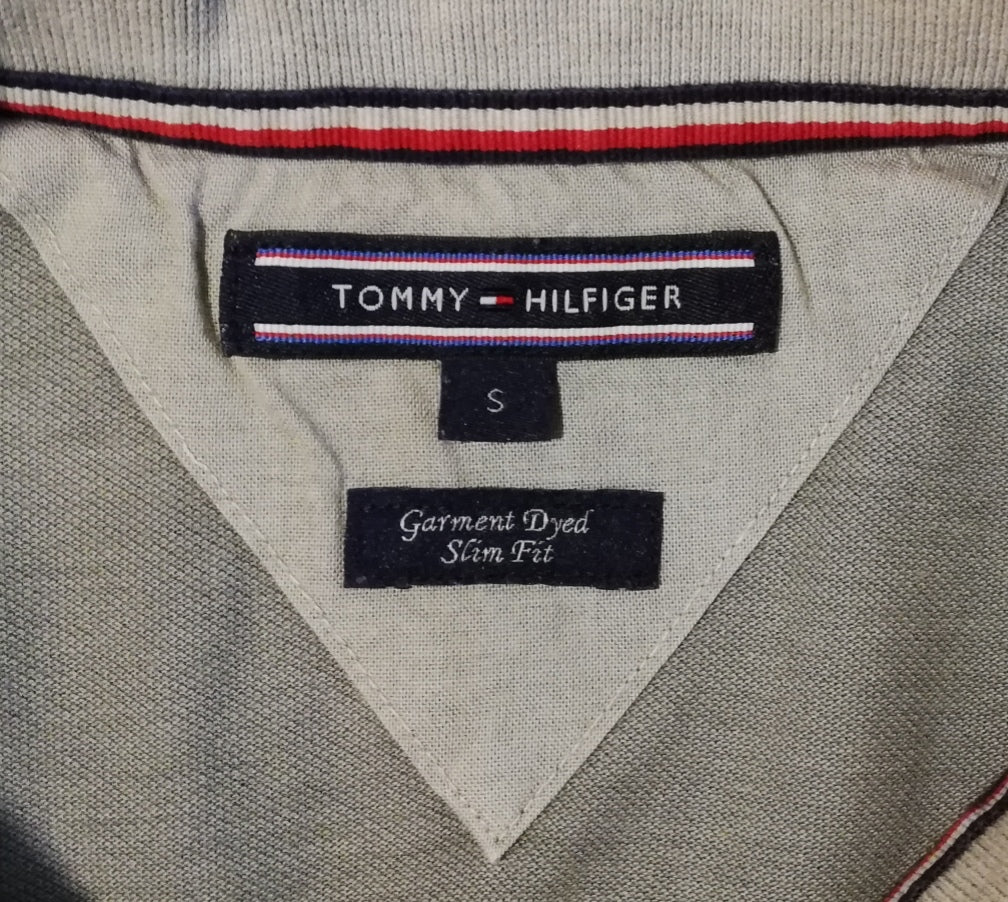 TOMMY HILFIGER
S
Garment Dyed
Slim Fit